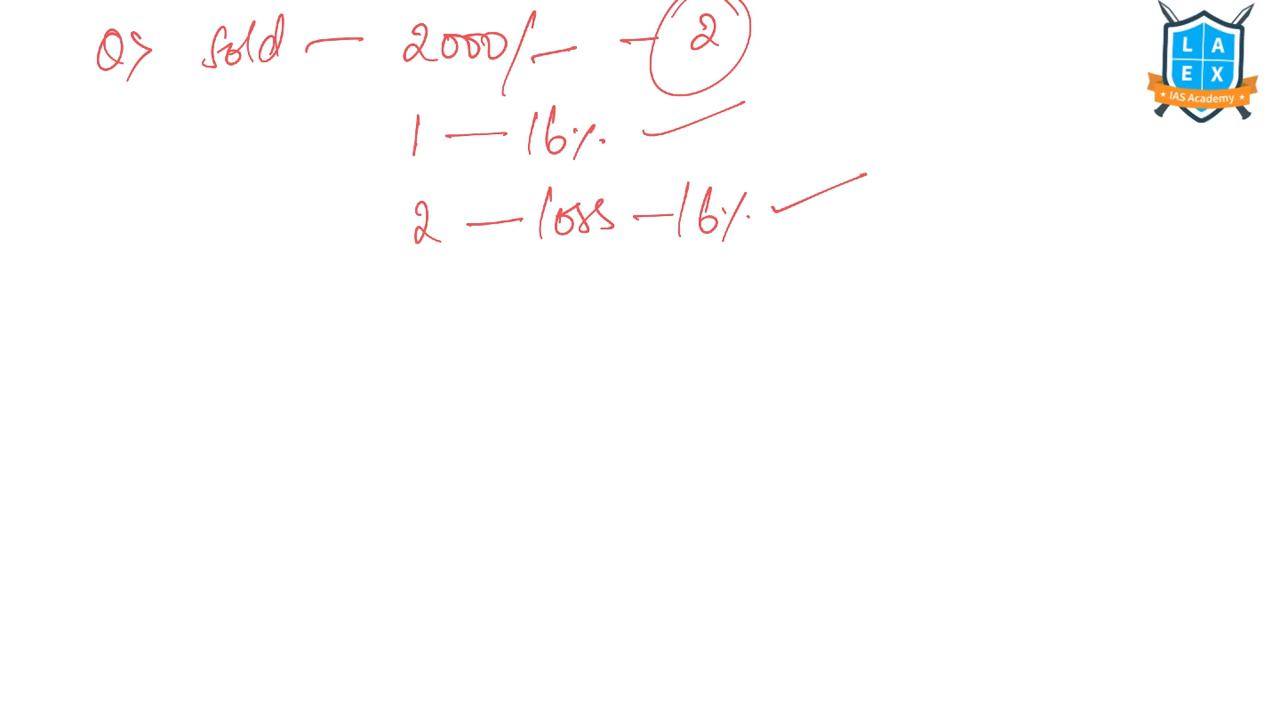 Q> Sold — 2000/- — 2
1 — 16%
2 — loss — 16%
L A
E X
IAS Academy